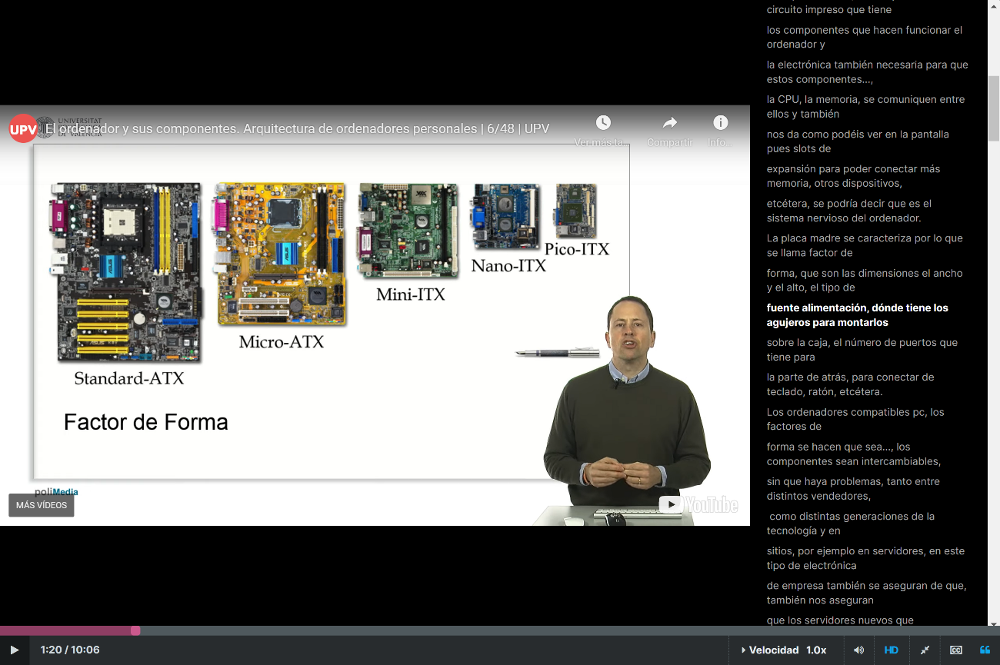 UPV
UNIVERSITAT
DE VALÈNCIA
El ordenador y sus componentes. Arquitectura de ordenadores personales | 6/48 | UPV
Ver más ta...
Compartir
Info...
Standard-ATX
Micro-ATX
Mini-ITX
Nano-ITX
Pico-ITX
Factor de Forma
poliMedia
MÁS VÍDEOS
YouTube
circuito impreso que tiene
los componentes que hacen funcionar el
ordenador y
la electrónica también necesaria para que
estos componentes...,
la CPU, la memoria, se comuniquen entre
ellos y también
nos da como podéis ver en la pantalla
pues slots de
expansión para poder conectar más
memoria, otros dispositivos,
etcétera, se podría decir que es el
sistema nervioso del ordenador.
La placa madre se caracteriza por lo que
se llama factor de
forma, que son las dimensiones el ancho
y el alto, el tipo de
fuente alimentación, dónde tiene los
agujeros para montarlos
sobre la caja, el número de puertos que
tiene para
la parte de atrás, para conectar de
teclado, ratón, etcétera.
Los ordenadores compatibles pc, los
factores de
forma se hacen que sea..., los
componentes sean intercambiables,
sin que haya problemas, tanto entre
distintos vendedores,
como distintas generaciones de la
tecnología y en
sitios, por ejemplo en servidores, en este
tipo de electrónica
de empresa también se aseguran de que,
también nos aseguran
que los servidores nuevos que
1:20 / 10:06
Velocidad 1.0x
HD
CC